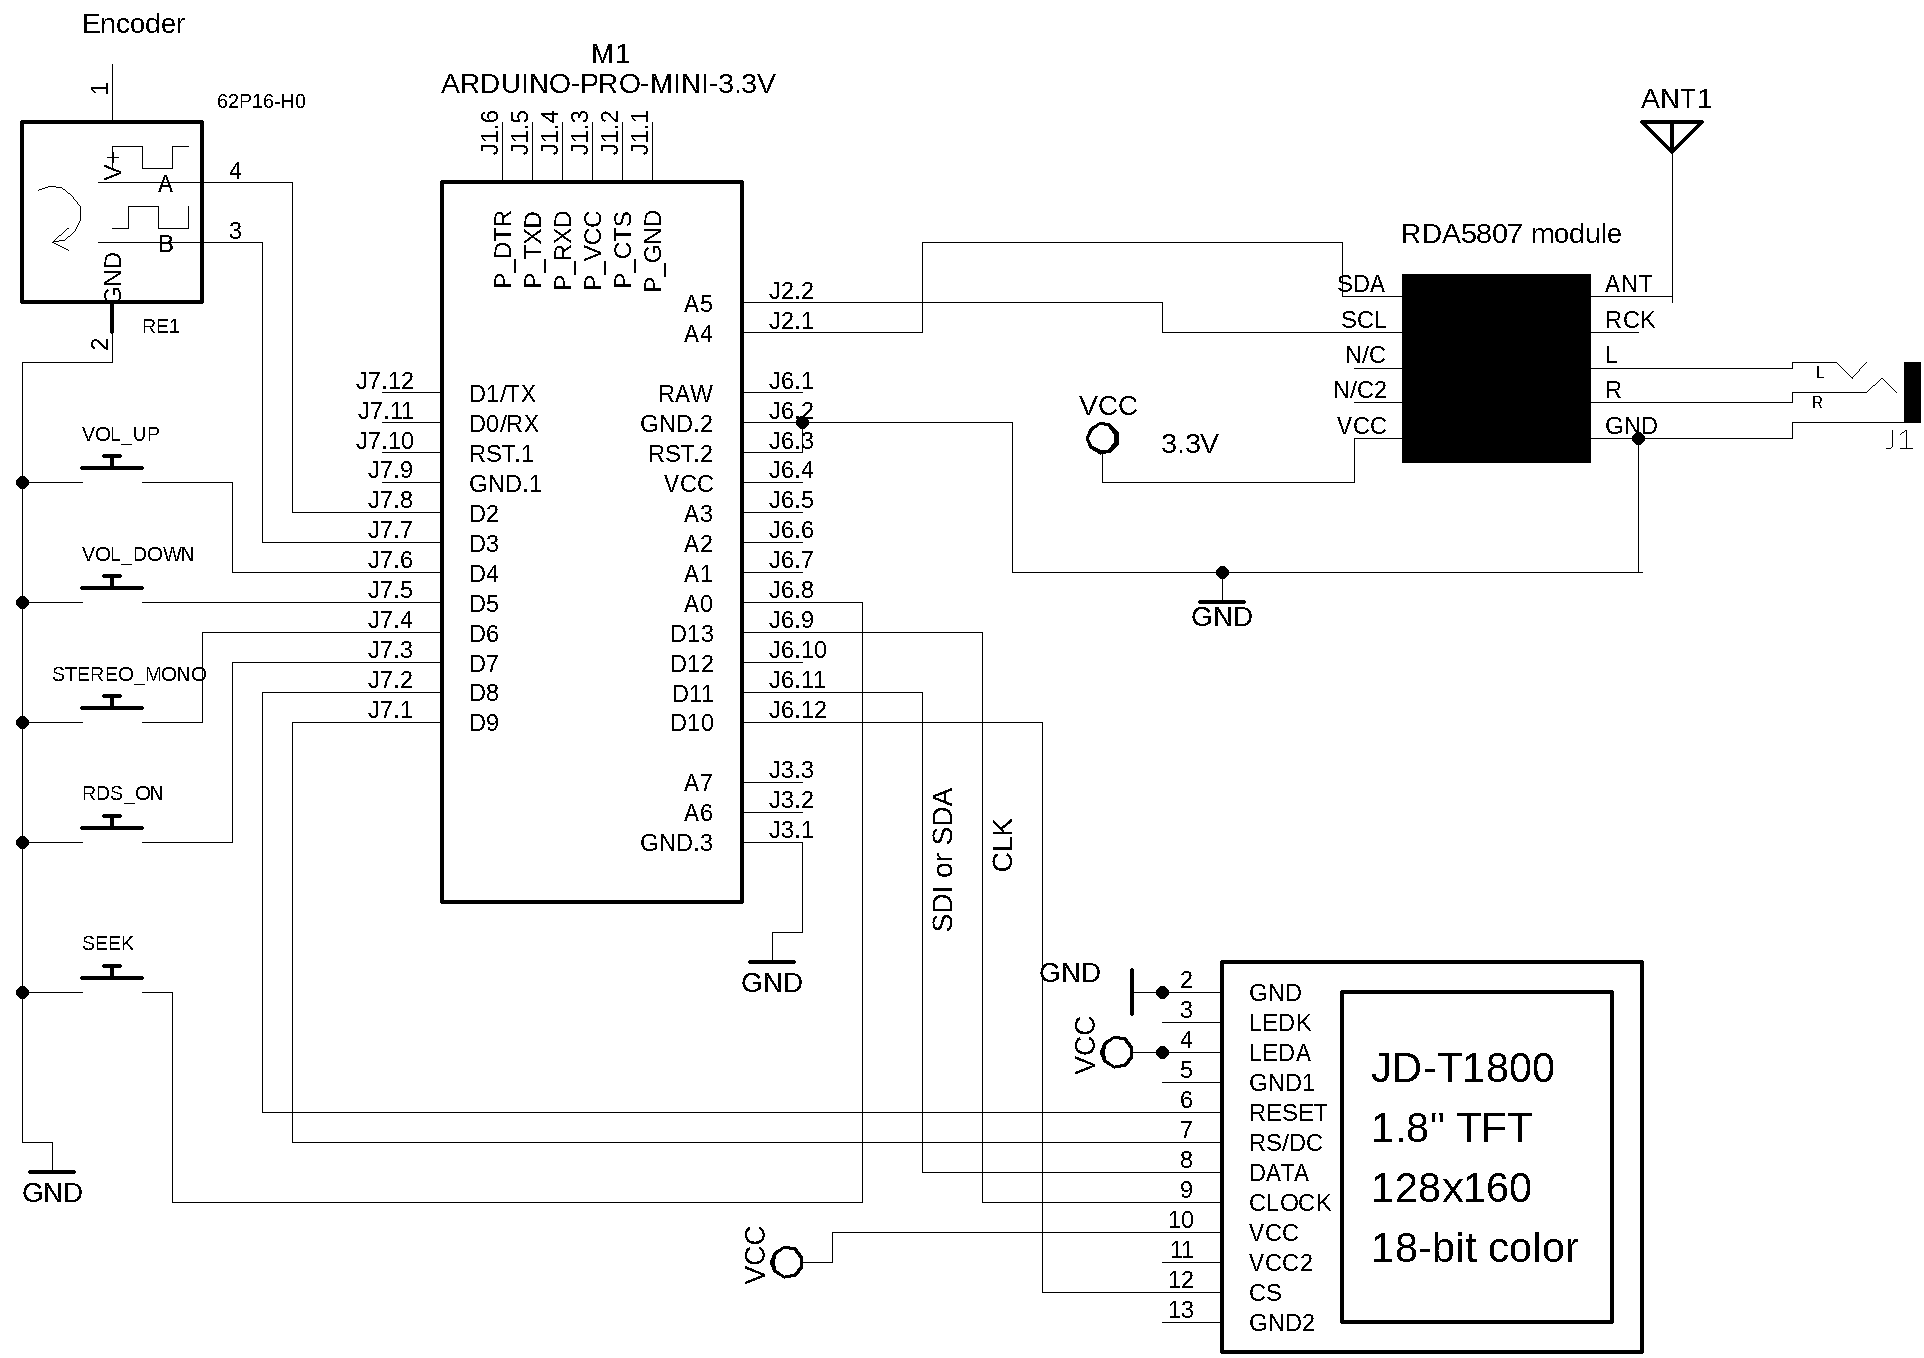 Encoder
1
62P16-H0
V+
A
4
B
3
GND
RE1
2
VOL_UP
VOL_DOWN
STEREO_MONO
RDS_ON
SEEK
GND
M1
ARDUINO-PRO-MINI-3.3V
J1.6
J1.5
J1.4
J1.3
J1.2
J1.1
P_DTR
P_TXD
P_RXD
P_VCC
P_CTS
P_GND
A5 J2.2
A4 J2.1
J7.12 D1/TX RAW J6.1
J7.11 D0/RX GND.2 J6.2
J7.10 RST.1 RST.2 J6.3
J7.9 GND.1 VCC J6.4
J7.8 D2 A3 J6.5
J7.7 D3 A2 J6.6
J7.6 D4 A1 J6.7
J7.5 D5 A0 J6.8
J7.4 D6 D13 J6.9
J7.3 D7 D12 J6.10
J7.2 D8 D11 J6.11
J7.1 D9 D10 J6.12
A7 J3.3
A6 J3.2
GND.3 J3.1
GND
SDI or SDA
CLK
ANT1
RDA5807 module
SDA ANT
SCL RCK
N/C L
N/C2 R
VCC GND
L
R
J1
VCC
3.3V
GND
GND
VCC
VCC
2 GND
3 LEDK
4 LEDA
5 GND1
6 RESET
7 RS/DC
8 DATA
9 CLOCK
10 VCC
11 VCC2
12 CS
13 GND2
JD-T1800
1.8" TFT
128x160
18-bit color